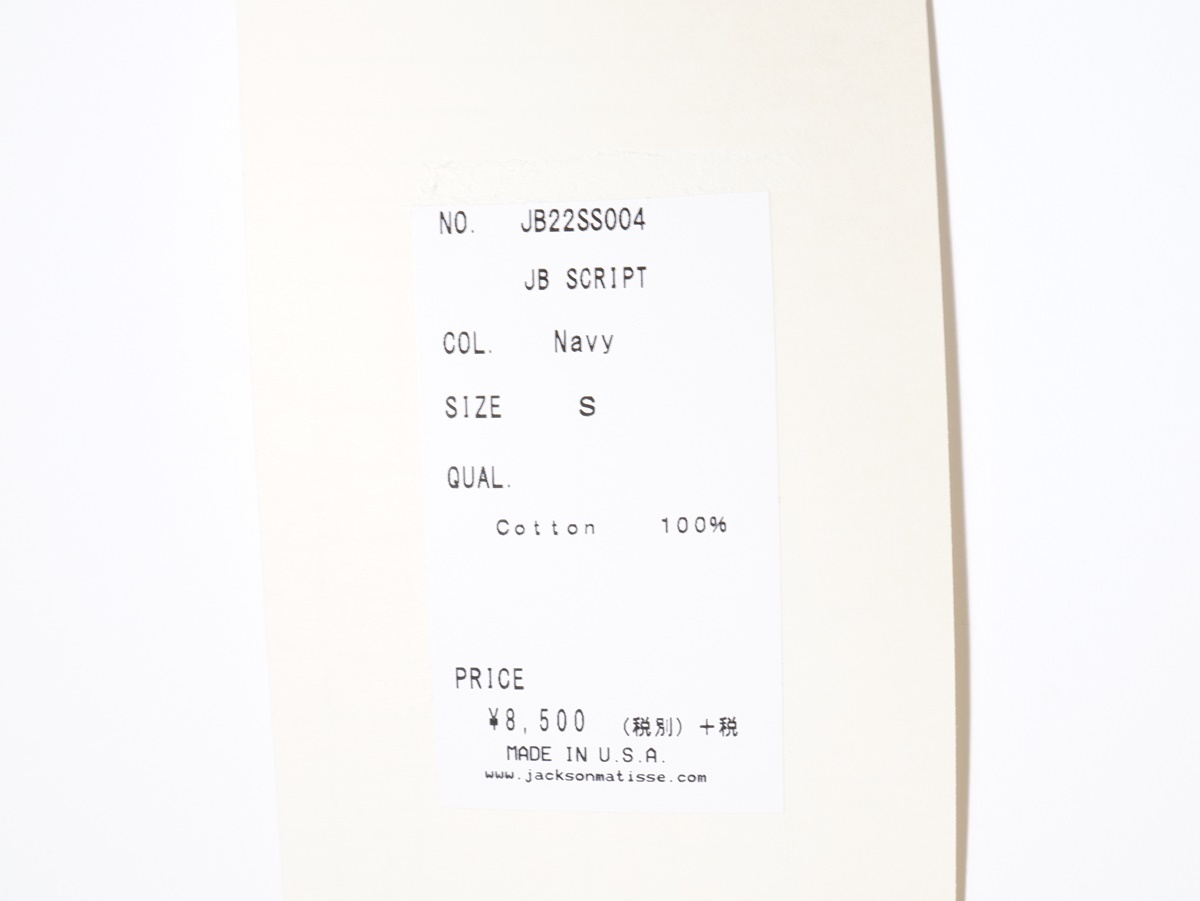 NO. JB22SS004
JB SCRIPT
COL. Navy
SIZE S
QUAL.
Cotton 100%
PRICE
¥8,500 (税別)+税
MADE IN U.S.A.
www.jacksonmatisse.com